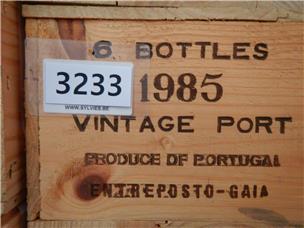 6 BOTTLES
3233
WWW.SYLVIES.BE
1985
VINTAGE PORT
PRODUCE OF PORTUGAL
ENTREPOSTO-GAIA